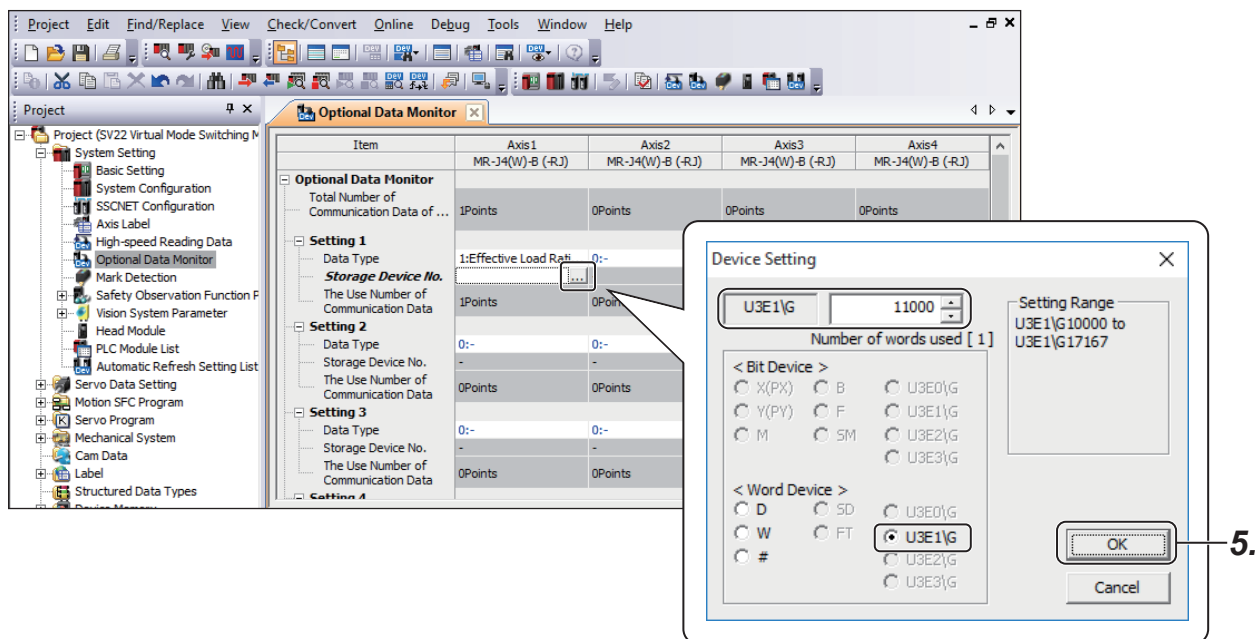 Project Edit Find/Replace View Check/Convert Online Debug Tools Window Help
Project
Optional Data Monitor
Project (SV22 Virtual Mode Switching M
System Setting
Basic Setting
System Configuration
SSCNET Configuration
Axis Label
High-speed Reading Data
Optional Data Monitor
Mark Detection
Safety Observation Function P
Vision System Parameter
Head Module
PLC Module List
Automatic Refresh Setting List
Servo Data Setting
Motion SFC Program
Servo Program
Mechanical System
Cam Data
Label
Structured Data Types
Device Memory
Item Axis1 Axis2 Axis3 Axis4
MR-J4(W)-B (-RJ) MR-J4(W)-B (-RJ) MR-J4(W)-B (-RJ) MR-J4(W)-B (-RJ)
Optional Data Monitor
Total Number of
Communication Data of ... 1Points 0Points 0Points 0Points
Setting 1
Data Type 1:Effective Load Rati... 0:-
Storage Device No. ...
The Use Number of
Communication Data 1Points 0Poin
Setting 2
Data Type 0:- 0:-
Storage Device No. - -
The Use Number of
Communication Data 0Points 0Points
Setting 3
Data Type 0:- 0:-
Storage Device No. - -
The Use Number of
Communication Data 0Points 0Points
Setting 4
Device Setting
U3E1\G 11000
Number of words used [ 1]
Setting Range
U3E1\G10000 to
U3E1\G17167
< Bit Device >
X(PX) B U3E0\G
Y(PY) F U3E1\G
M SM U3E2\G
U3E3\G
< Word Device >
D SD U3E0\G
W FT U3E1\G
# U3E2\G
U3E3\G
OK
Cancel
5.